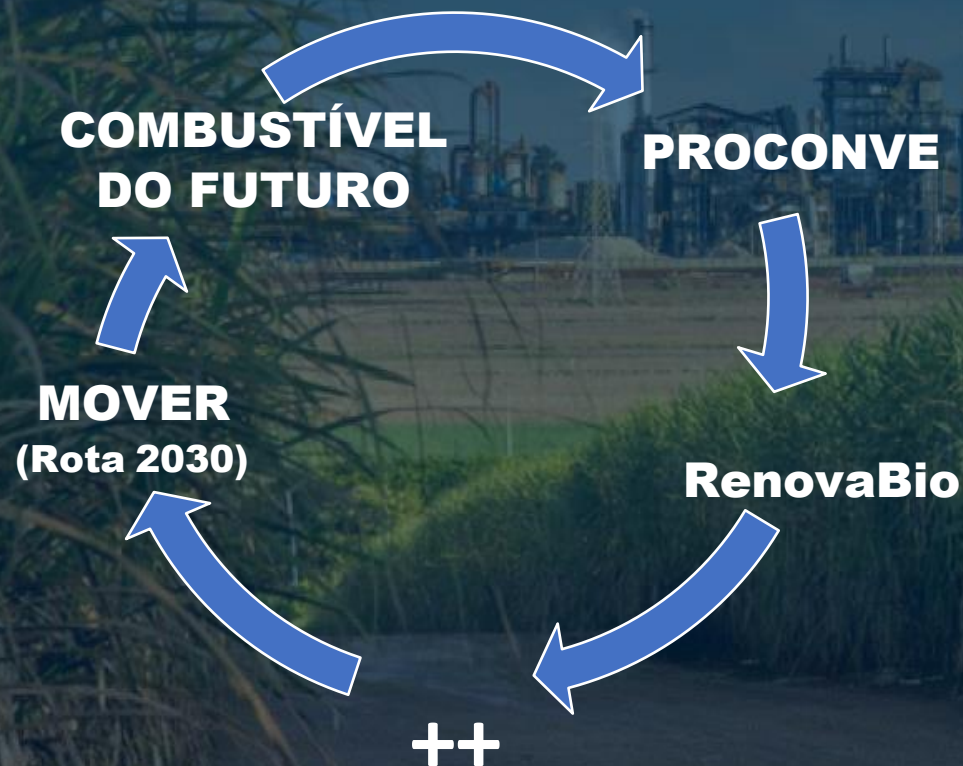 COMBUSTÍVEL
DO FUTURO
PROCONVE
RenovaBio
++
MOVER
(Rota 2030)